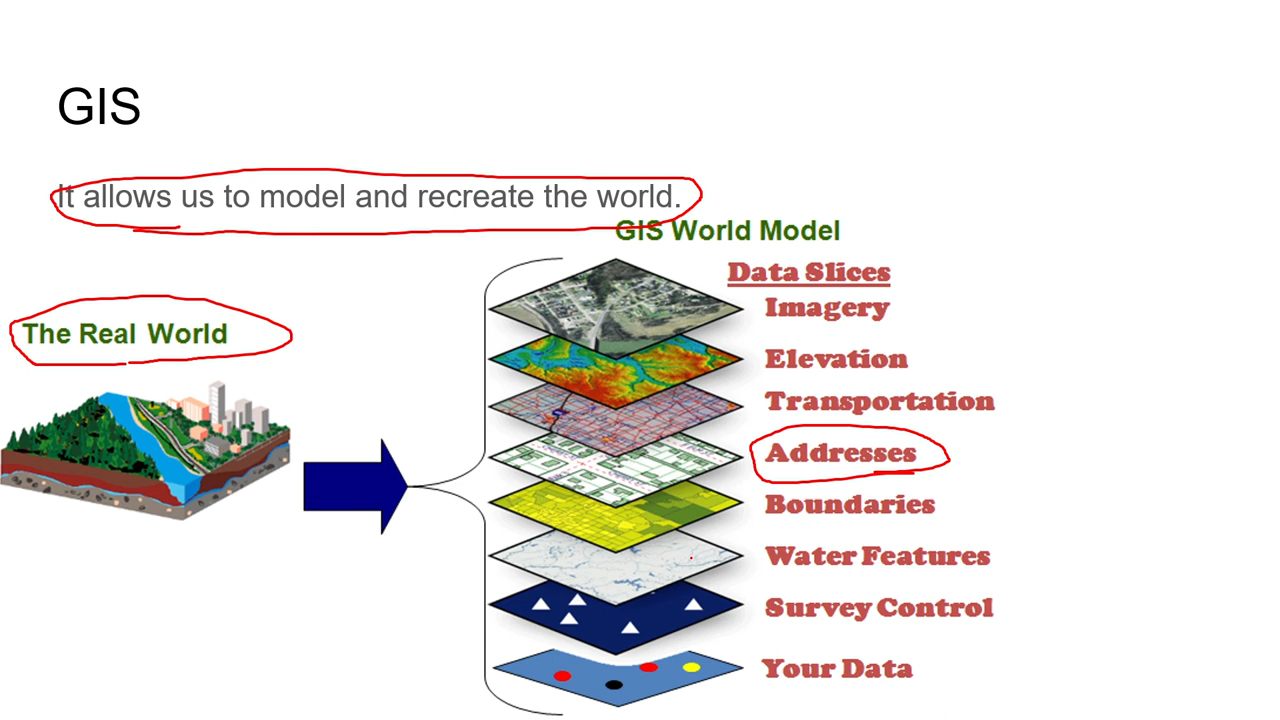 GIS
It allows us to model and recreate the world.
GIS World Model
The Real World
Data Slices
Imagery
Elevation
Transportation
Addresses
Boundaries
Water Features
Survey Control
Your Data